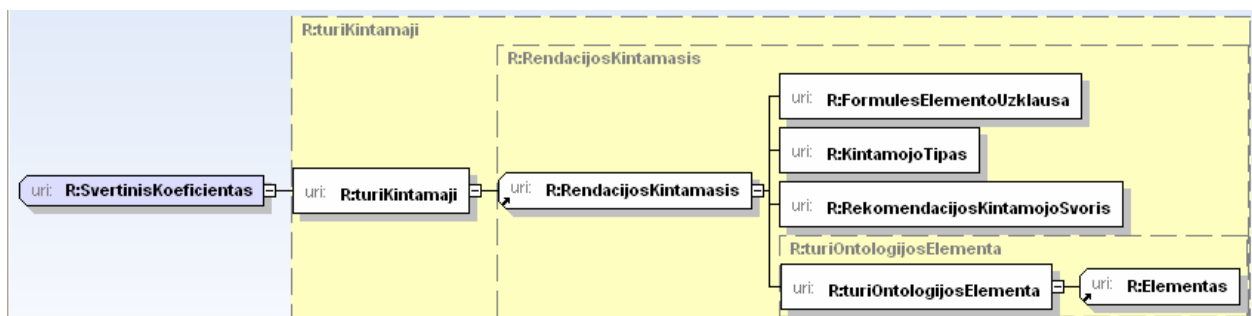 R:turiKintamaji
R:RendacijosKintamasis
uri: R:FormulesElementoUzklausa
uri: R:KintamojoTipas
uri: R:SvertinisKoeficientas
uri: R:turiKintamaji
uri: R:RendacijosKintamasis
uri: R:RekomendacijosKintamojoSvoris
R:turiOntologijosElementa
uri: R:turiOntologijosElementa
uri: R:Elementas